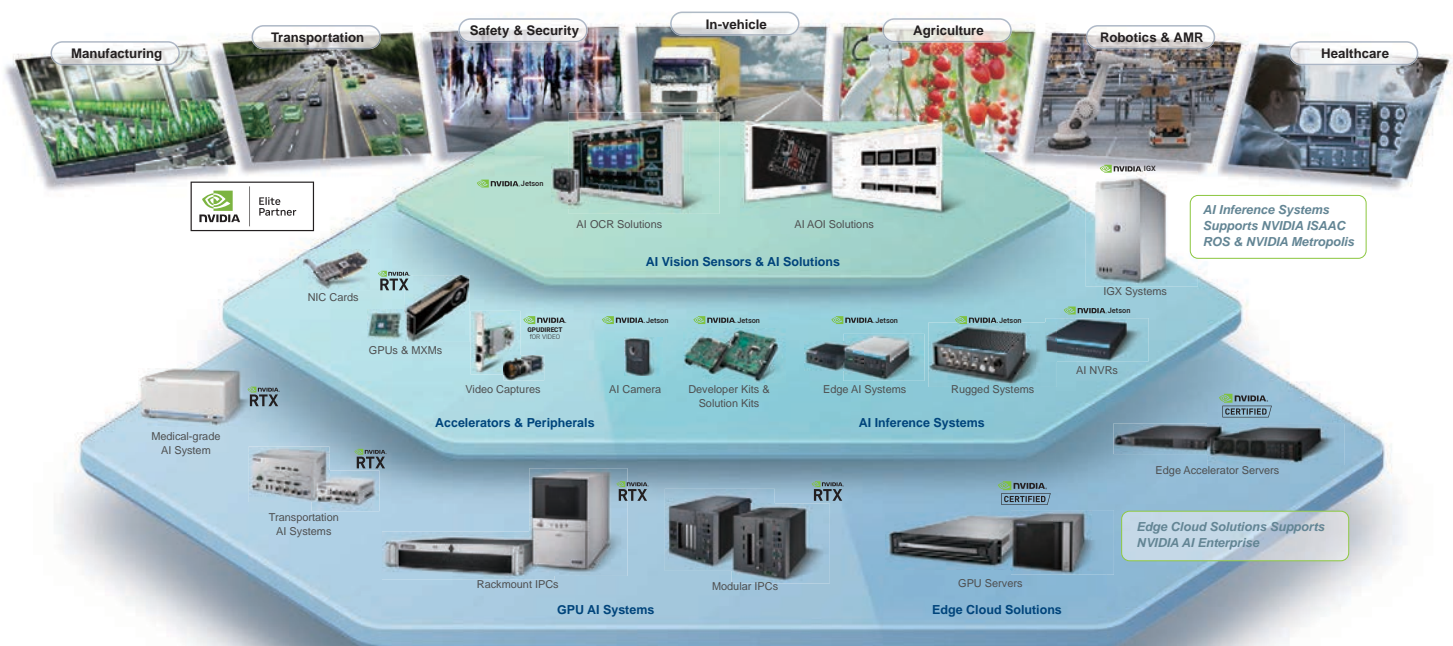 Manufacturing
Transportation
Safety & Security
In-vehicle
Agriculture
Robotics & AMR
Healthcare
NVIDIA
Elite
Partner
NVIDIA. Jetson
AI OCR Solutions
AI AOI Solutions
AI Vision Sensors & AI Solutions
NVIDIA IGX
IGX Systems
AI Inference Systems
Supports NVIDIA ISAAC
ROS & NVIDIA Metropolis
NIC Cards
NVIDIA.
RTX
GPUs & MXMs
NVIDIA.
GPUDIRECT
FOR VIDEO
Video Captures
NVIDIA. Jetson
AI Camera
NVIDIA. Jetson
Developer Kits &
Solution Kits
NVIDIA. Jetson
Edge AI Systems
NVIDIA. Jetson
Rugged Systems
NVIDIA. Jetson
AI NVRs
Accelerators & Peripherals
AI Inference Systems
NVIDIA.
RTX
Medical-grade
AI System
NVIDIA.
RTX
Transportation
AI Systems
NVIDIA.
RTX
Rackmount IPCs
NVIDIA.
RTX
Modular IPCs
GPU AI Systems
NVIDIA.
CERTIFIED
GPU Servers
NVIDIA.
CERTIFIED
Edge Accelerator Servers
Edge Cloud Solutions Supports
NVIDIA AI Enterprise
Edge Cloud Solutions